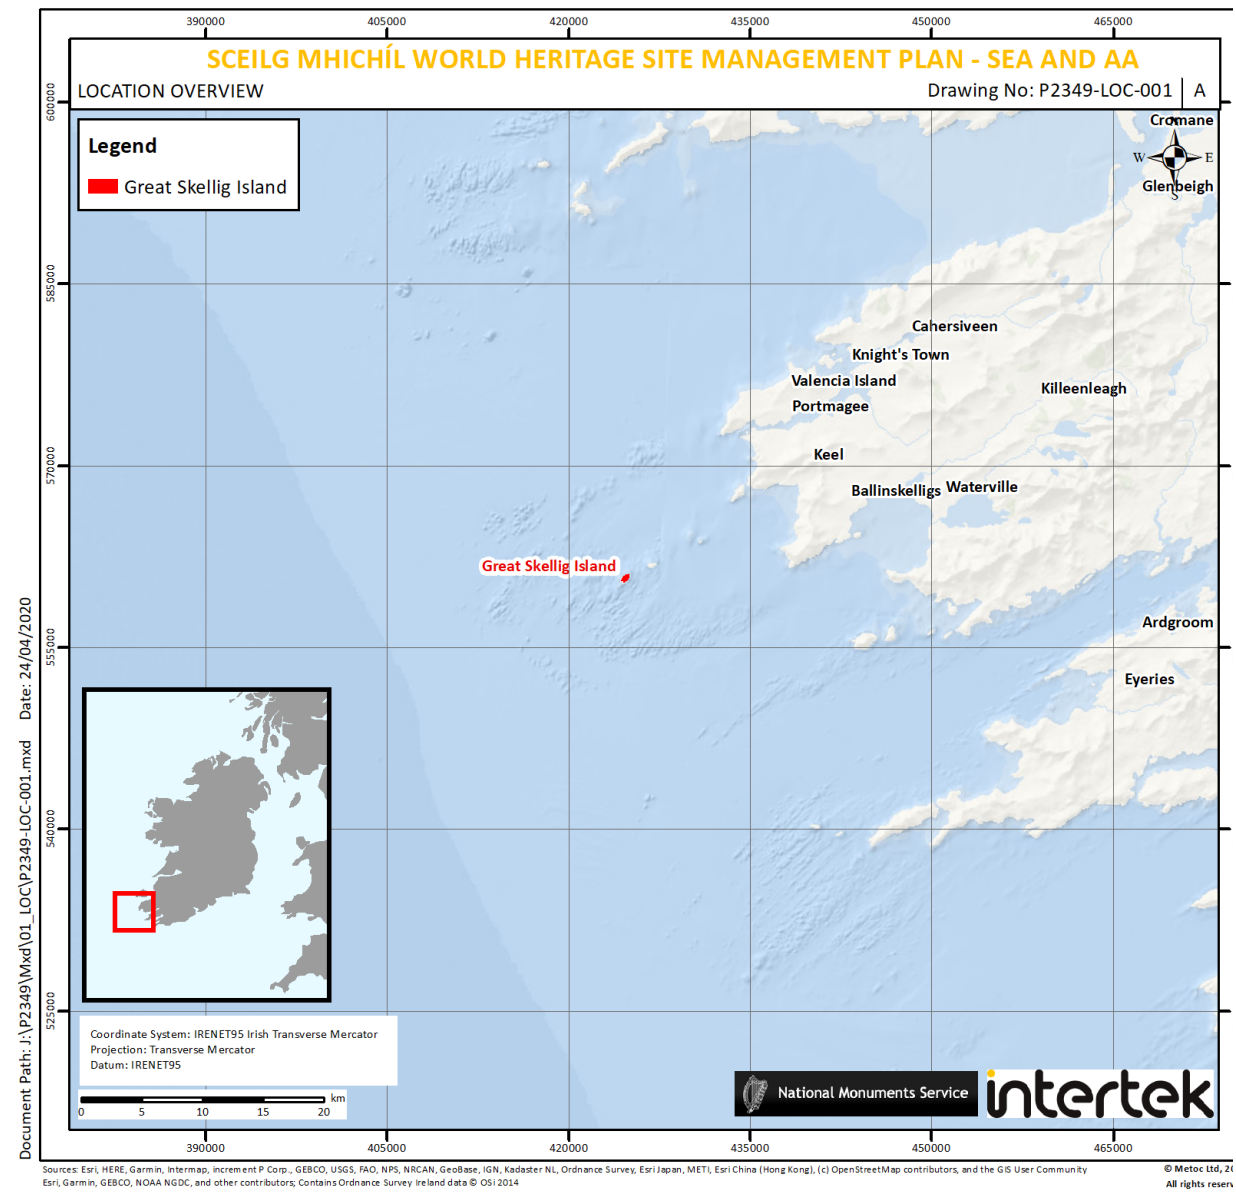 390000 405000 420000 435000 450000 465000
SCEILG MHICHÍL WORLD HERITAGE SITE MANAGEMENT PLAN - SEA AND AA
LOCATION OVERVIEW
Drawing No: P2349-LOC-001 A
600000
585000
570000
555000
540000
525000
Legend
Great Skellig Island
Cromane
W E
S
Glenbeigh
Cahersiveen
Knight's Town
Valencia Island
Killeenleagh
Portmagee
Keel
Ballinskelligs Waterville
Great Skellig Island
Ardgroom
Eyeries
Document Path: J:\P2349\Mxd\01_LOC\P2349-LOC-001.mxd Date: 24/04/2020
Coordinate System: IRENET95 Irish Transverse Mercator
Projection: Transverse Mercator
Datum: IRENET95
km
0 5 10 15 20
National Monuments Service
intertek
390000 405000 420000 435000 450000 465000
Sources: Esri, HERE, Garmin, Intermap, increment P Corp., GEBCO, USGS, FAO, NPS, NRCAN, GeoBase, IGN, Kadaster NL, Ordnance Survey, Esri Japan, METI, Esri China (Hong Kong), (c) OpenStreetMap contributors, and the GIS User Community
Esri, Garmin, GEBCO, NOAA NGDC, and other contributors; Contains Ordnance Survey Ireland data © OSi 2014
© Metoc Ltd, 20
All rights reserv